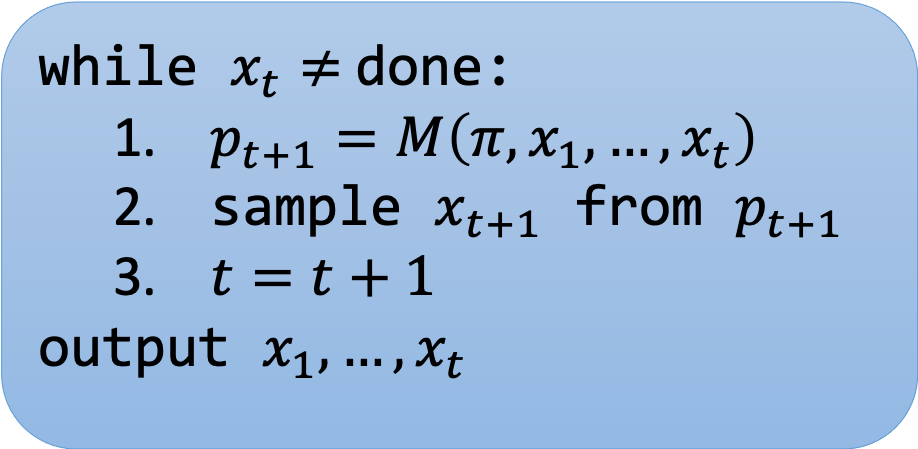 while xₜ ≠ done:
1. pₜ₊₁ = M(π, x₁, …, xₜ)
2. sample xₜ₊₁ from pₜ₊₁
3. t = t + 1
output x₁, …, xₜ